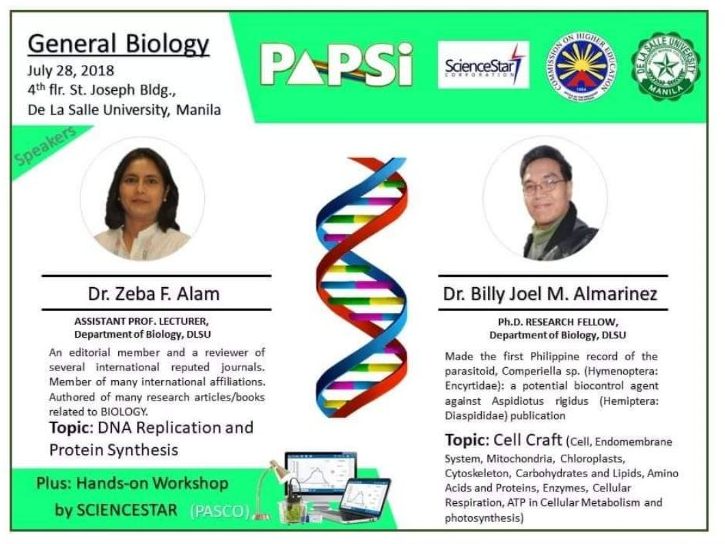 General Biology
July 28, 2018
4th flr. St. Joseph Bldg.,
De La Salle University, Manila
PAPSi
ScienceStar
CORPORATION
COMMISSION ON HIGHER EDUCATION
1994
DE LA SALLE UNIVERSITY
MANILA
Speakers
Dr. Zeba F. Alam
ASSISTANT PROF. LECTURER,
Department of Biology, DLSU
An editorial member and a reviewer of
several international reputed journals.
Member of many international affiliations.
Authored of many research articles/books
related to BIOLOGY.
Topic: DNA Replication and
Protein Synthesis
Plus: Hands-on Workshop
by SCIENCESTAR (PASCO)
Dr. Billy Joel M. Almarinez
Ph.D. RESEARCH FELLOW,
Department of Biology, DLSU
Made the first Philippine record of the
parasitoid, Comperiella sp. (Hymenoptera:
Encyrtidae): a potential biocontrol agent
against Aspidiotus rigidus (Hemiptera:
Diaspididae) publication
Topic: Cell Craft (Cell, Endomembrane
System, Mitochondria, Chloroplasts,
Cytoskeleton, Carbohydrates and Lipids, Amino
Acids and Proteins, Enzymes, Cellular
Respiration, ATP in Cellular Metabolism and
photosynthesis)